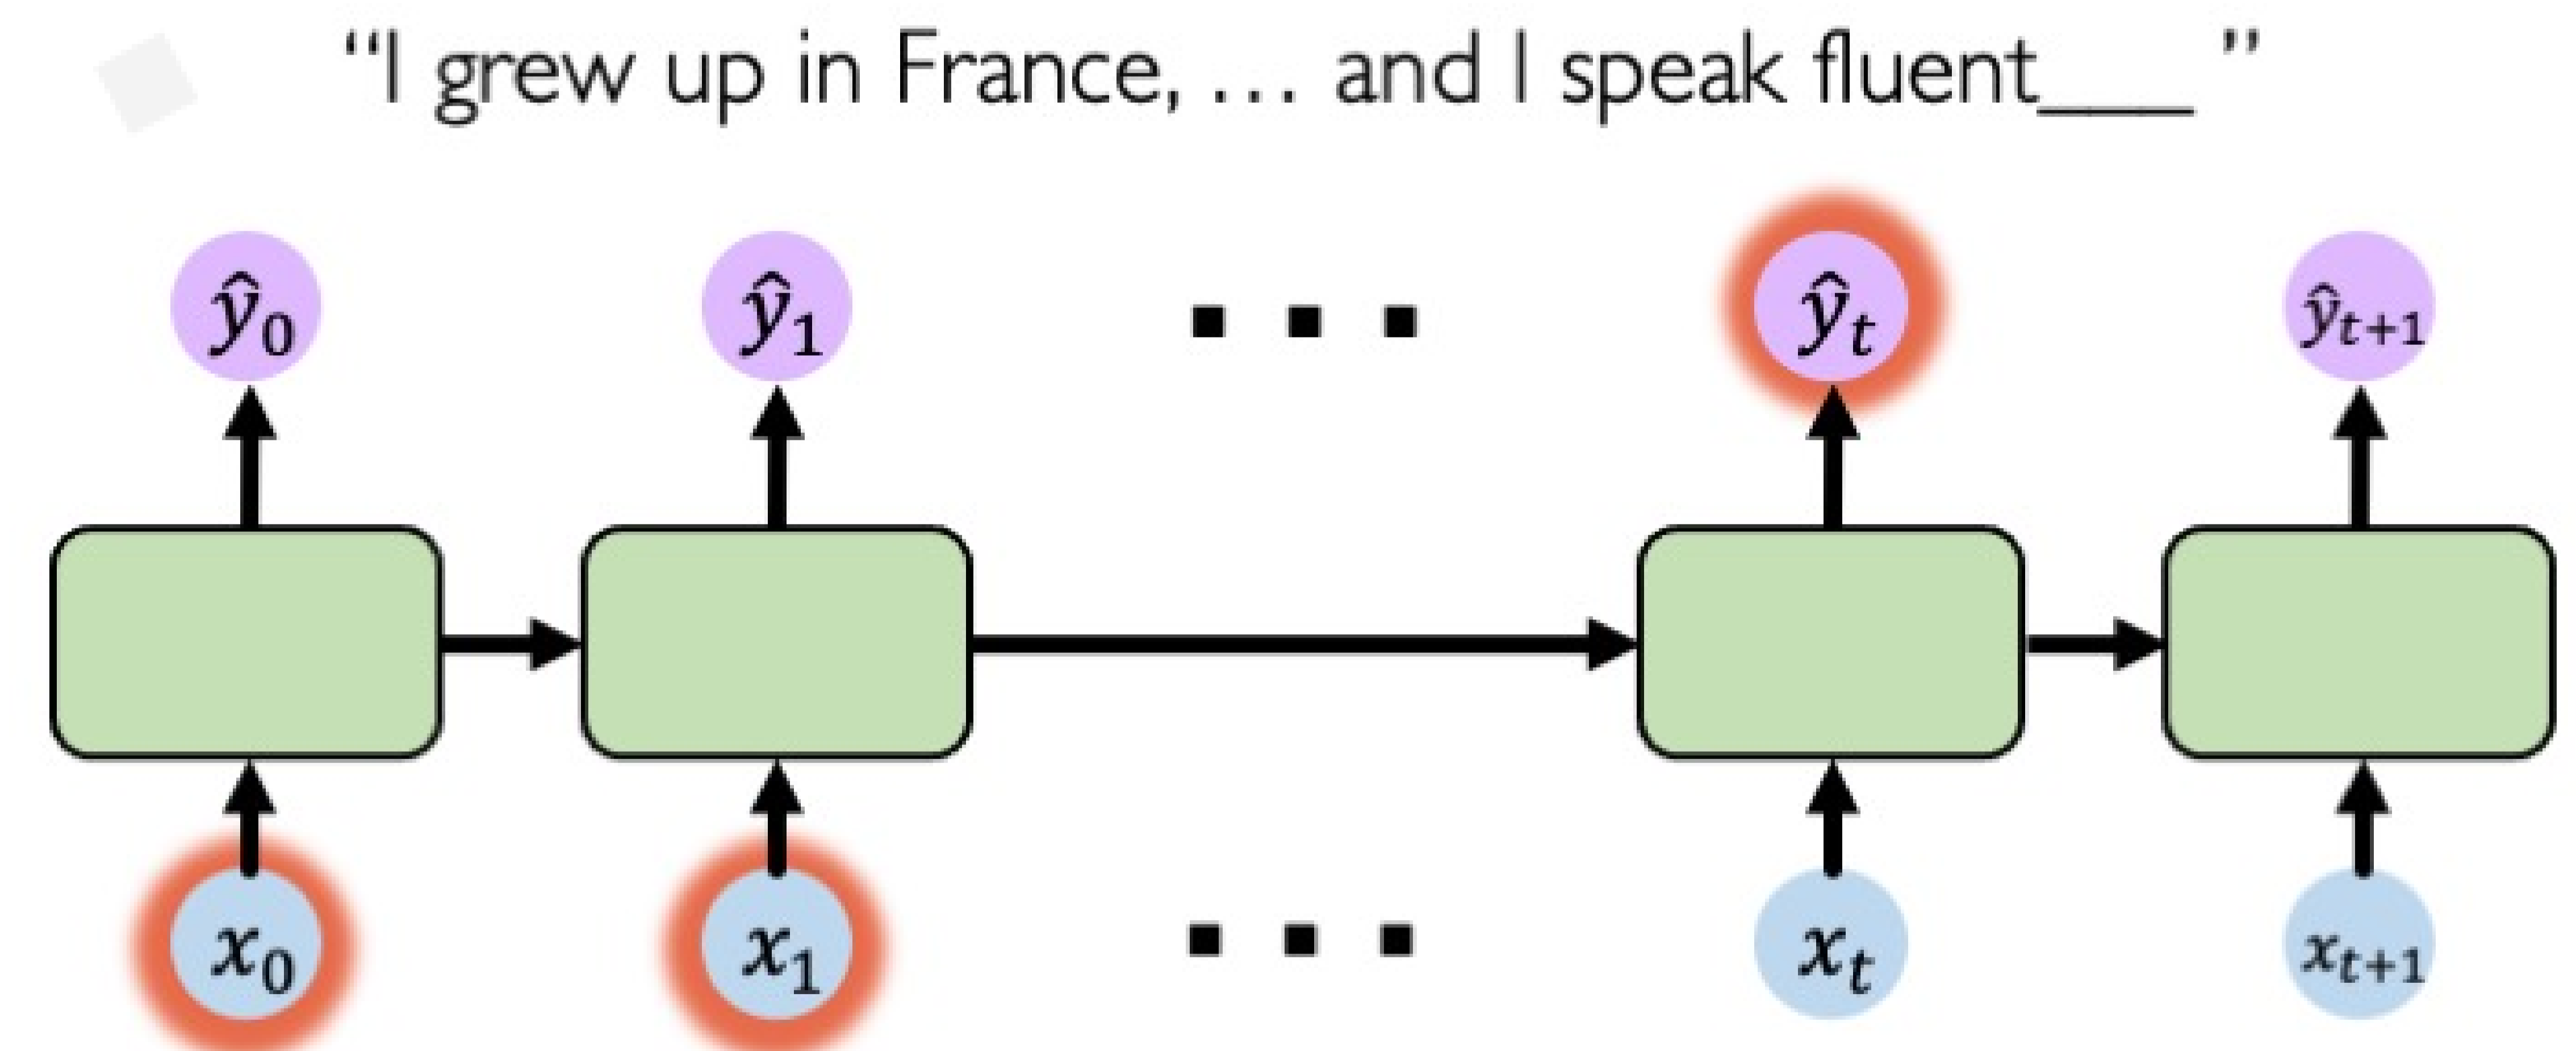 “I grew up in France, … and I speak fluent___ ”
ŷ₀ ŷ₁ ... ŷₜ ŷₜ₊₁
x₀ x₁ ... xₜ xₜ₊₁